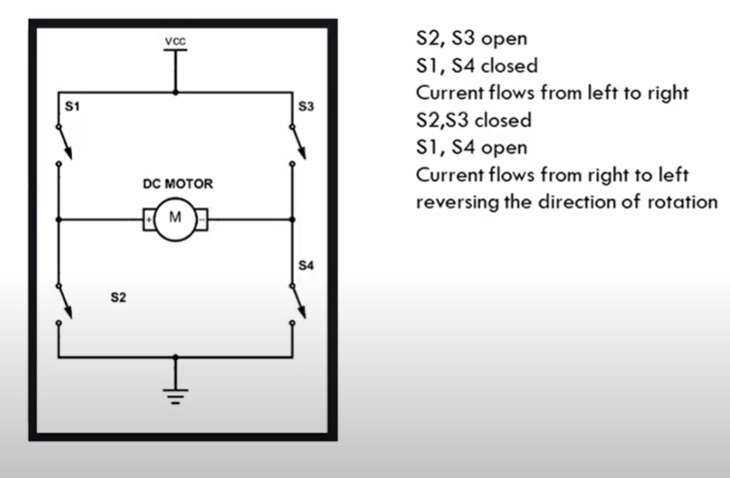 VCC
S1
S3
DC MOTOR
+ M -
S4
S2
S2, S3 open
S1, S4 closed
Current flows from left to right
S2,S3 closed
S1, S4 open
Current flows from right to left
reversing the direction of rotation